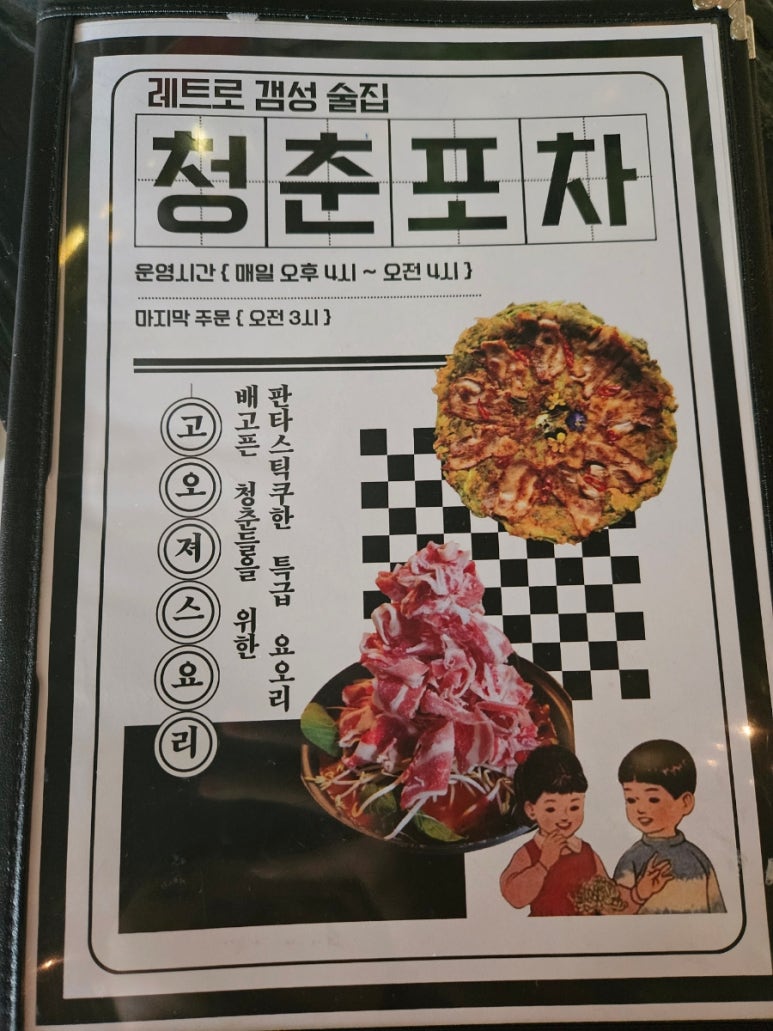 레트로 갬성 술집
청춘포차
운영시간 { 매일 오후 4시 ~ 오전 4시 }
마지막 주문 { 오전 3시 }
판타스틱쿠한 특급 요오리
배고픈 청춘들을 위한
고오져스요리